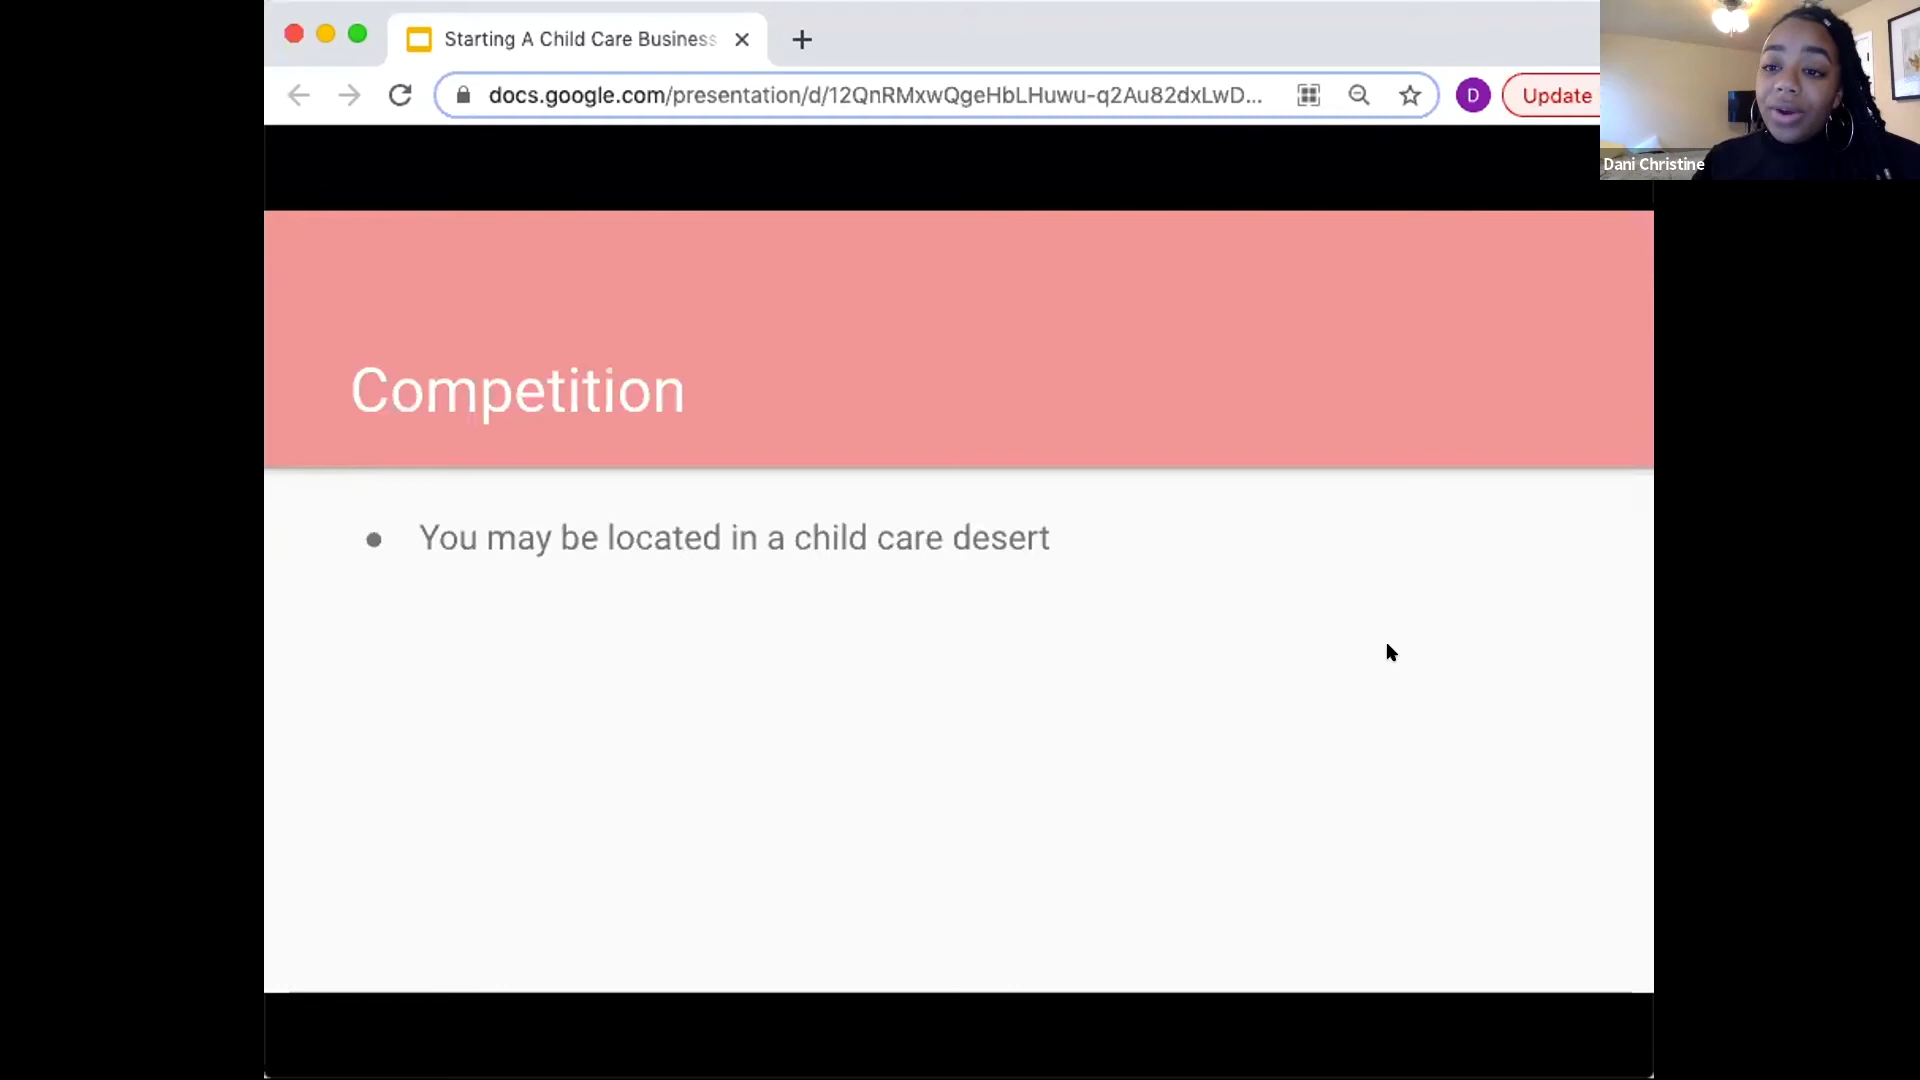 Starting A Child Care Business
docs.google.com/presentation/d/12QnRMxwQgeHbLHuwu-q2Au82dxLwD...
D
Update
Dani Christine
Competition
• You may be located in a child care desert